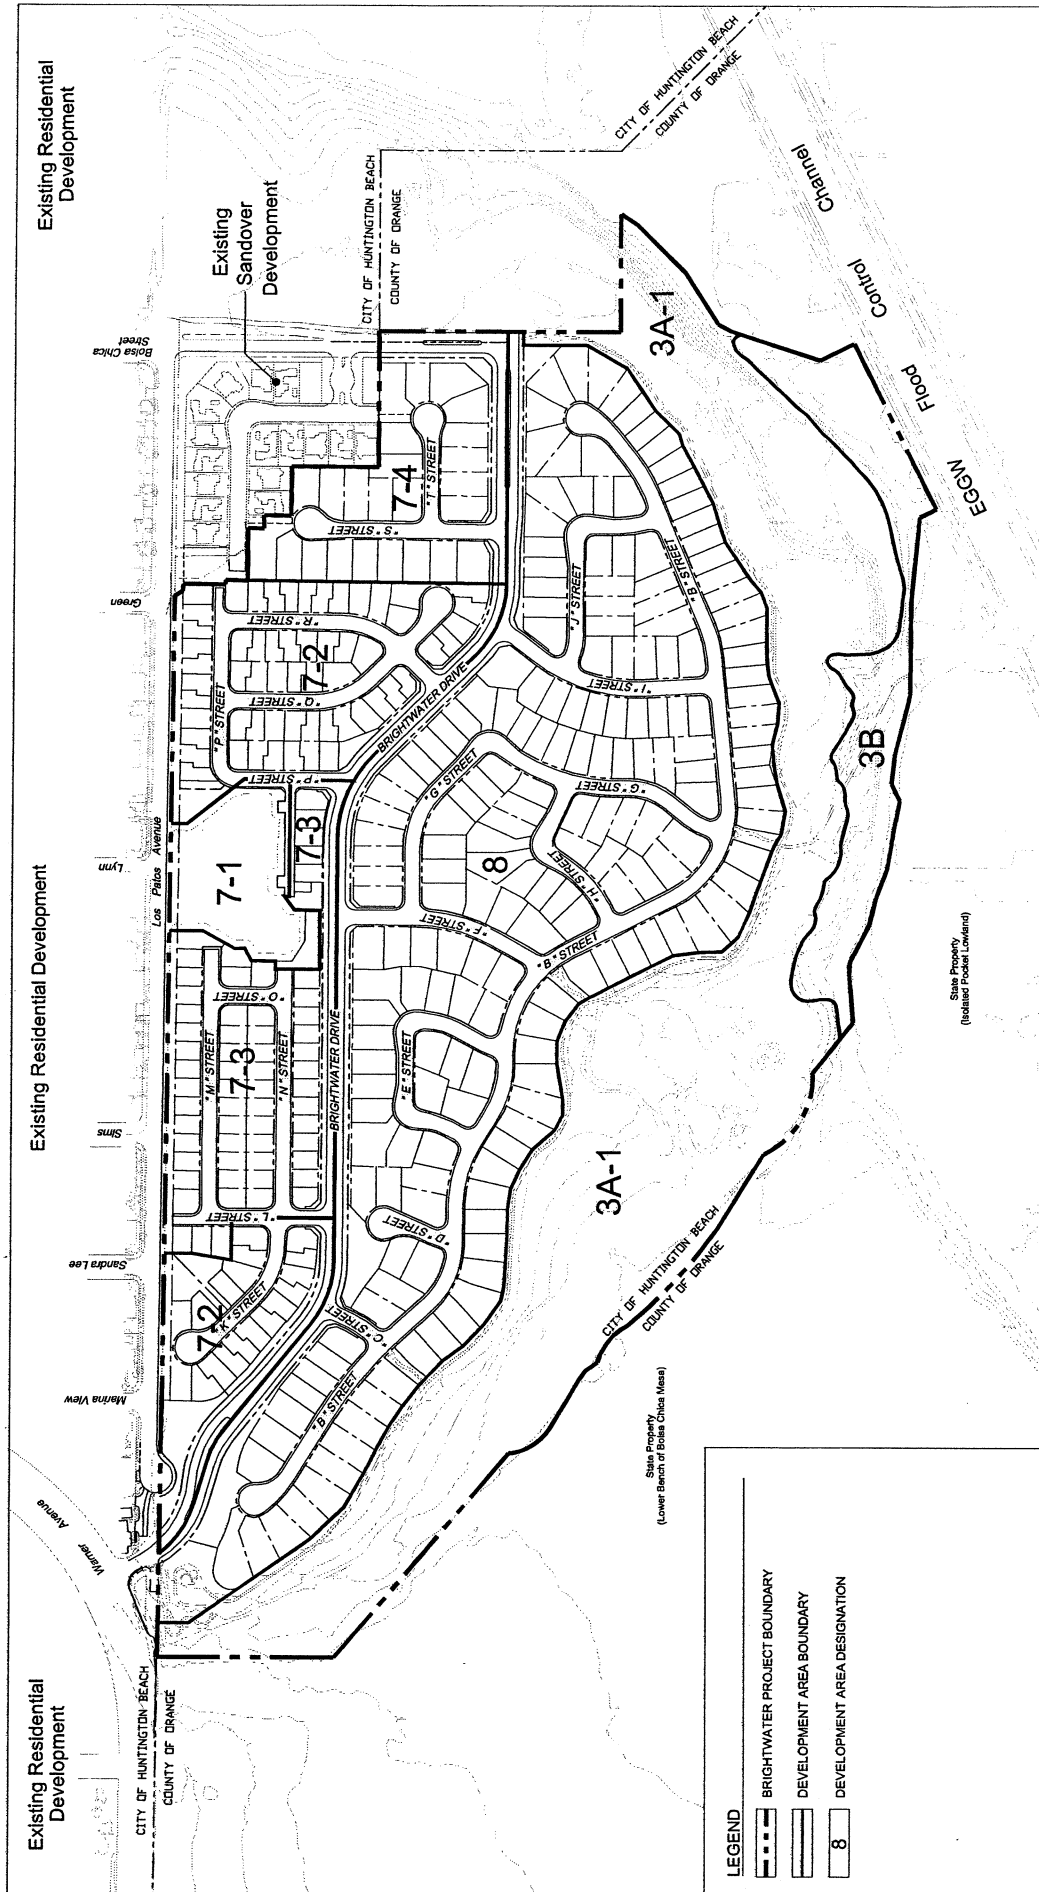 Existing Residential
Development
Existing Residential Development
Existing Residential
Development
Existing
Sandover
Development
Warner
Avenue
Marina View
Sandra Lee
Sims
Los Patos Avenue
Lynn
Green
Bolsa Chica
Street
CITY OF HUNTINGTON BEACH
COUNTY OF ORANGE
CITY OF HUNTINGTON BEACH
COUNTY OF ORANGE
CITY OF HUNTINGTON BEACH
COUNTY OF ORANGE
CITY OF HUNTINGTON BEACH
COUNTY OF ORANGE
7-2
"K" STREET
"L" STREET
"M" STREET
7-3
"N" STREET
"O" STREET
7-1
7-3
"P" STREET
"P" STREET
"Q" STREET
7-2
"R" STREET
"S" STREET
7-4
"T" STREET
BRIGHTWATER DRIVE
BRIGHTWATER DRIVE
"B" STREET
"C" STREET
"D" STREET
"E" STREET
"F" STREET
"B" STREET
8
"G" STREET
"G" STREET
"H" STREET
"I" STREET
"J" STREET
"B" STREET
3A-1
3A-1
3B
EGGW Flood Control Channel
State Property
(Lower Bench of Bolsa Chica Mesa)
State Property
(Isolated Pocket Lowland)
LEGEND
BRIGHTWATER PROJECT BOUNDARY
DEVELOPMENT AREA BOUNDARY
8 DEVELOPMENT AREA DESIGNATION